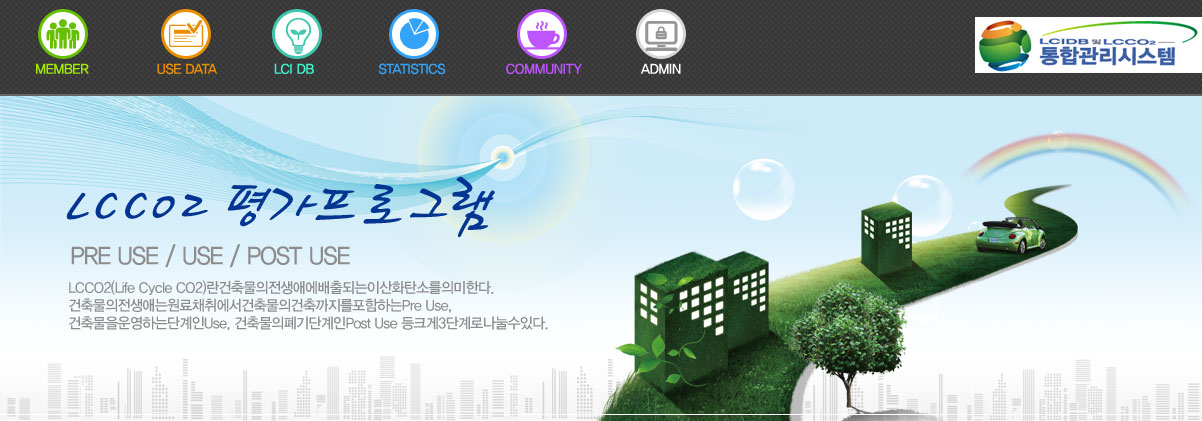 MEMBER
USE DATA
LCI DB
STATISTICS
COMMUNITY
ADMIN
LCIDB 및 LCCO₂
통합관리시스템
LCCO2 평가프로그램
PRE USE / USE / POST USE
LCCO2(Life Cycle CO2)란건축물의전생애에배출되는이산화탄소를의미한다.
건축물의전생애는원료채취에서건축물의건축까지를포함하는Pre Use,
건축물을운영하는단계인Use, 건축물의폐기단계인Post Use 등크게3단계로나눌수있다.